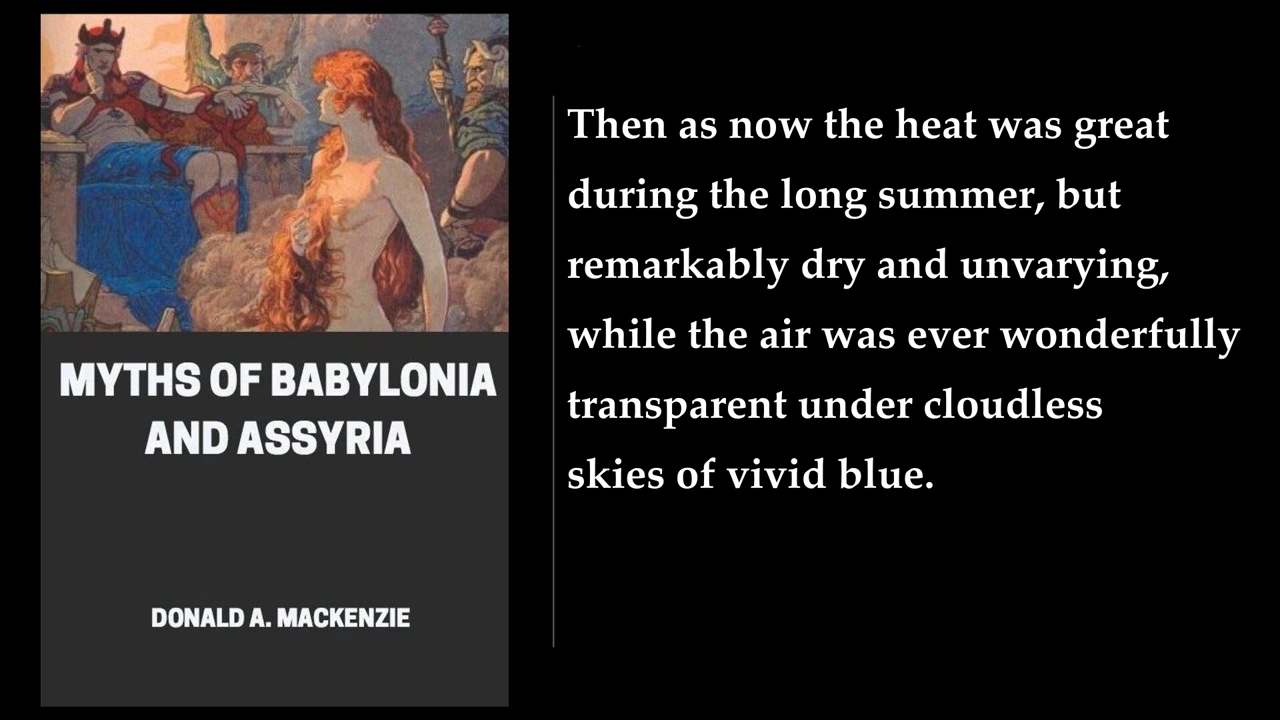 MYTHS OF BABYLONIA
AND ASSYRIA
DONALD A. MACKENZIE
Then as now the heat was great
during the long summer, but
remarkably dry and unvarying,
while the air was ever wonderfully
transparent under cloudless
skies of vivid blue.